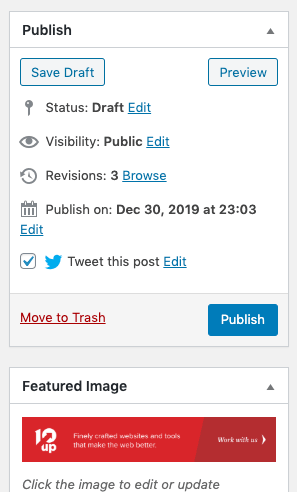 Publish
Save Draft Preview
Status: Draft Edit
Visibility: Public Edit
Revisions: 3 Browse
Publish on: Dec 30, 2019 at 23:03
Edit
Tweet this post Edit
Move to Trash Publish
Featured Image
10up Finely crafted websites and tools
that make the web better. Work with us ❯
Click the image to edit or update